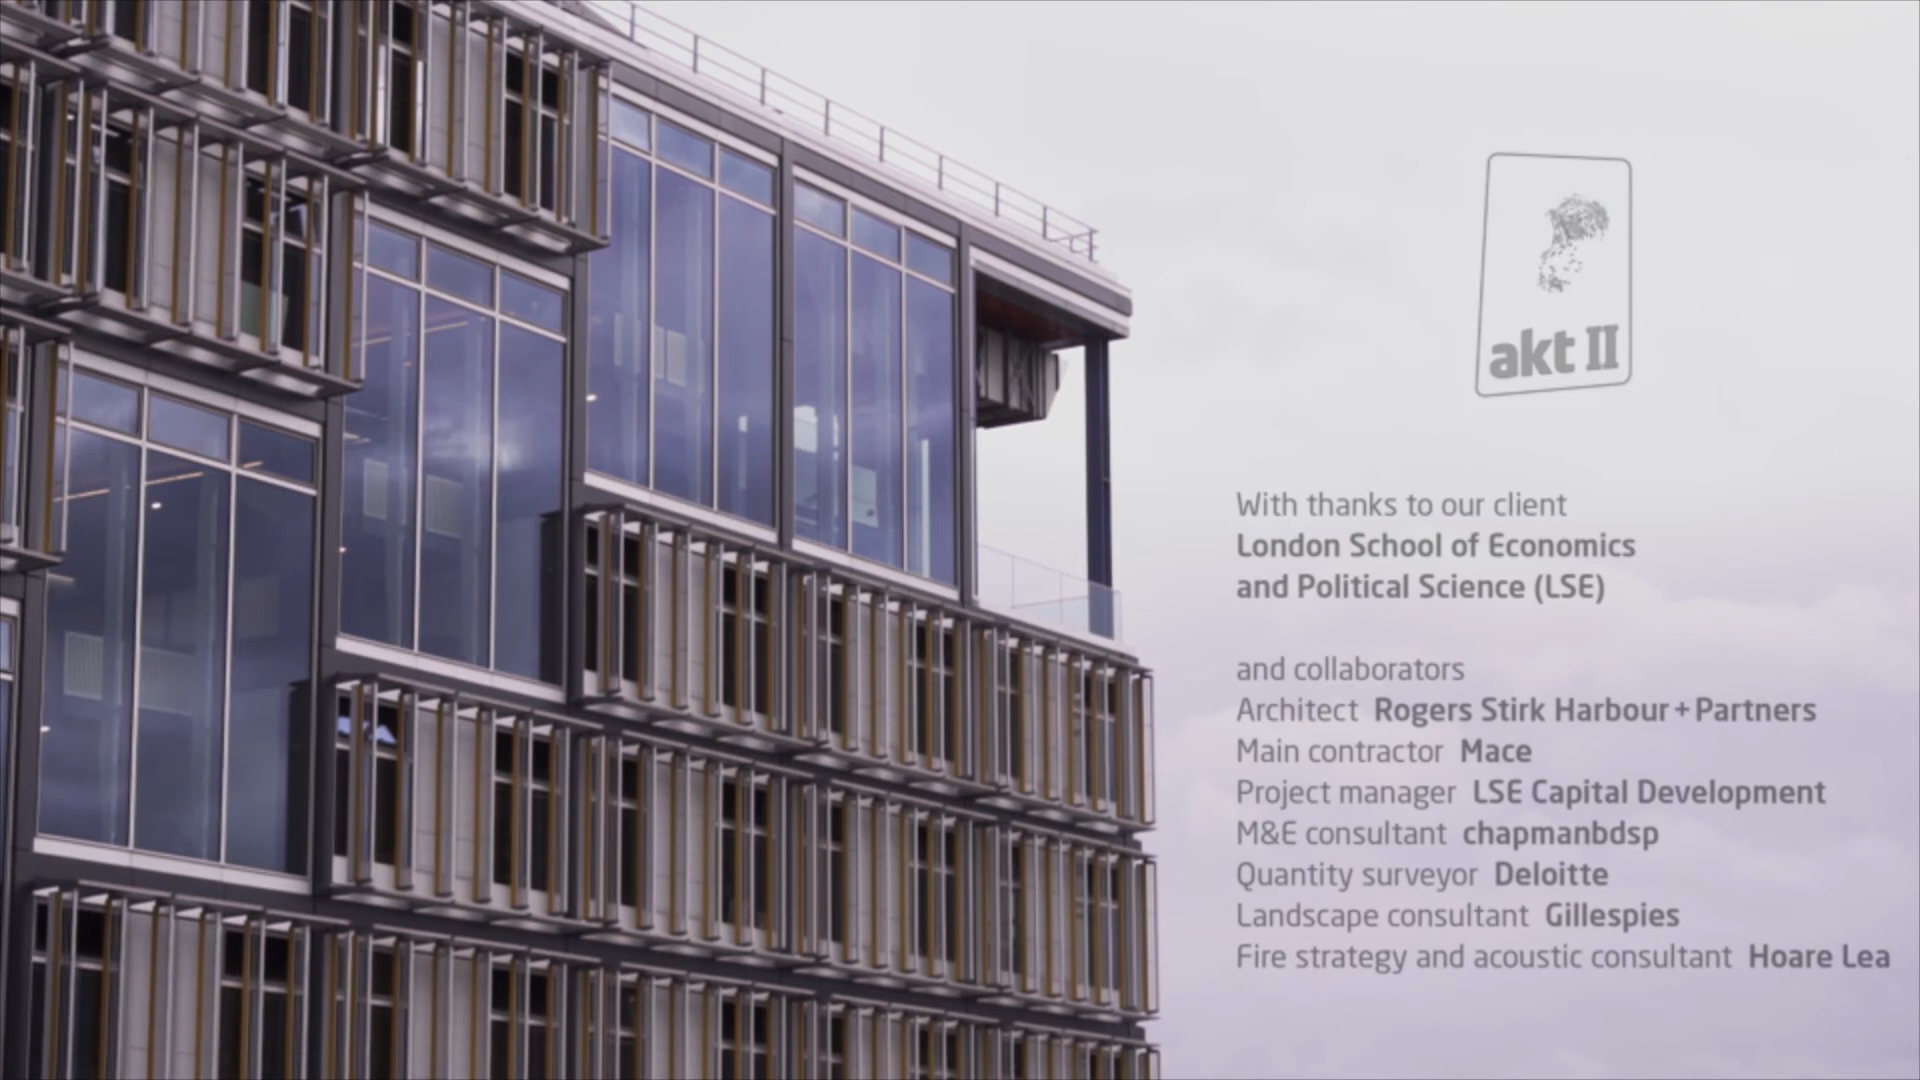 akt II
With thanks to our client
London School of Economics
and Political Science (LSE)
and collaborators
Architect Rogers Stirk Harbour+Partners
Main contractor Mace
Project manager LSE Capital Development
M&E consultant chapmanbdsp
Quantity surveyor Deloitte
Landscape consultant Gillespies
Fire strategy and acoustic consultant Hoare Lea